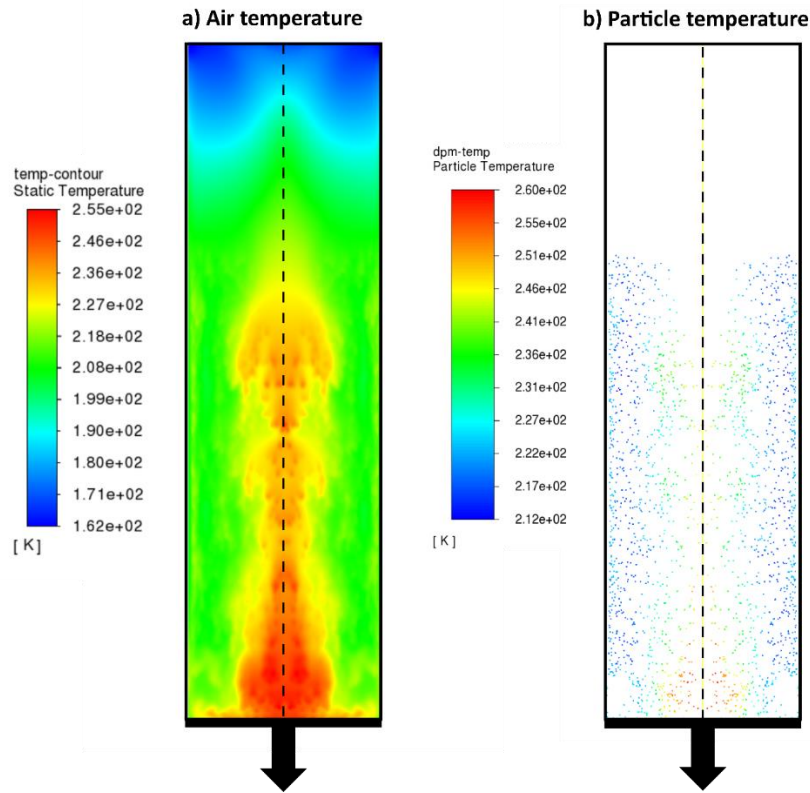 a) Air temperature
temp-contour
Static Temperature
2.55e+02
2.46e+02
2.36e+02
2.27e+02
2.18e+02
2.08e+02
1.99e+02
1.90e+02
1.80e+02
1.71e+02
1.62e+02
[ K]
b) Particle temperature
dpm-temp
Particle Temperature
2.60e+02
2.55e+02
2.51e+02
2.46e+02
2.41e+02
2.36e+02
2.31e+02
2.27e+02
2.22e+02
2.17e+02
2.12e+02
[ K]